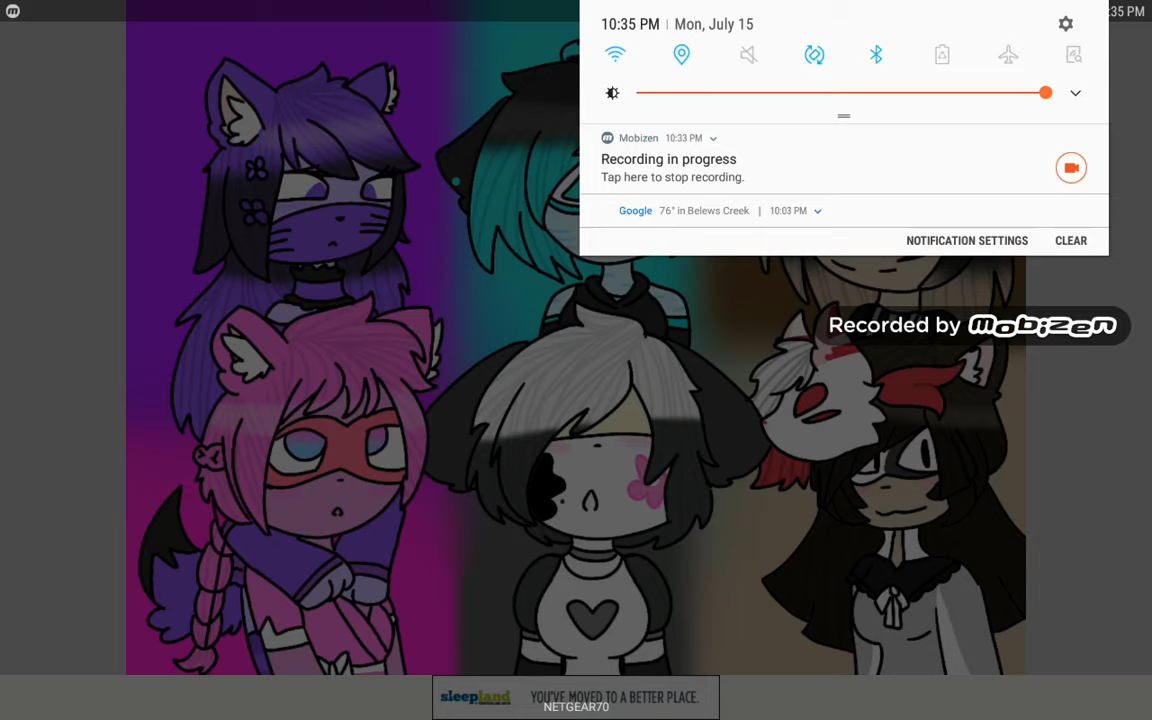 10:35 PM | Mon, July 15
:35 PM
Mobizen 10:33 PM
Recording in progress
Tap here to stop recording.
Google 76° in Belews Creek | 10:03 PM
NOTIFICATION SETTINGS CLEAR
Recorded by mobizen
sleepland YOU'VE MOVED TO A BETTER PLACE.
NETGEAR70